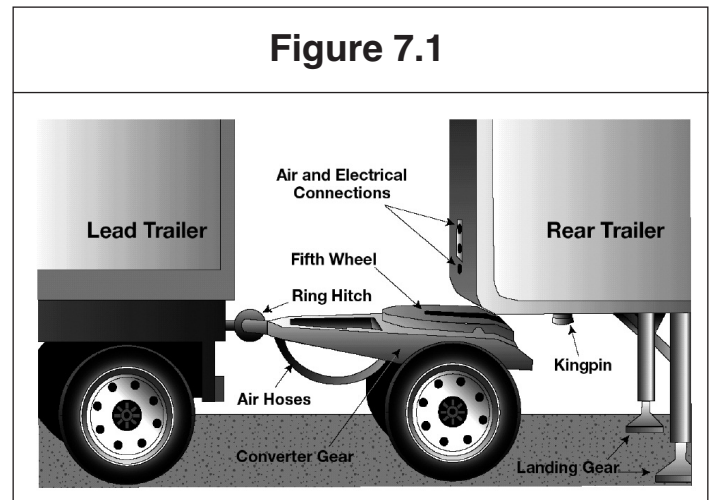 Figure 7.1
Air and Electrical
Connections
Lead Trailer
Rear Trailer
Fifth Wheel
Ring Hitch
Kingpin
Air Hoses
Converter Gear
Landing Gear